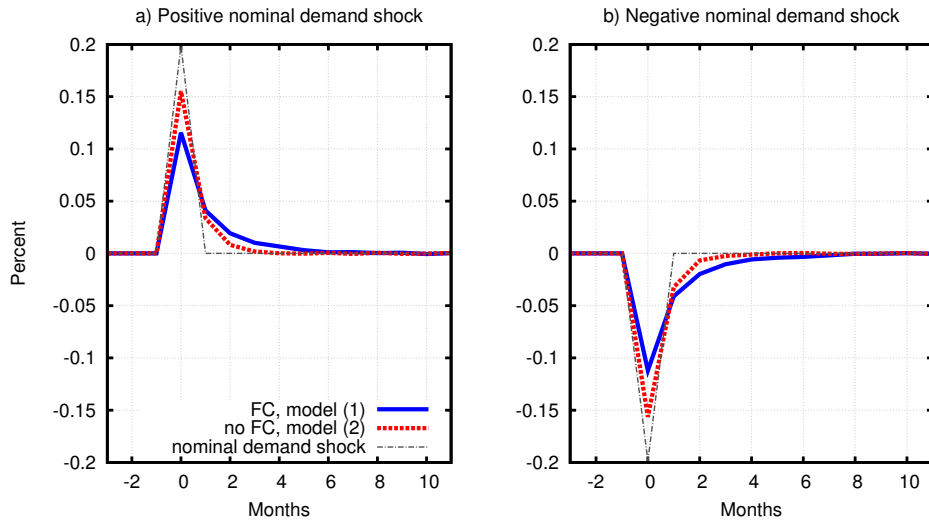 a) Positive nominal demand shock
b) Negative nominal demand shock
0.2
0.15
0.1
0.05
0
-0.05
-0.1
-0.15
-0.2
Percent
FC, model (1)
no FC, model (2)
nominal demand shock
-2 0 2 4 6 8 10
Months
0.2
0.15
0.1
0.05
0
-0.05
-0.1
-0.15
-0.2
-2 0 2 4 6 8 10
Months